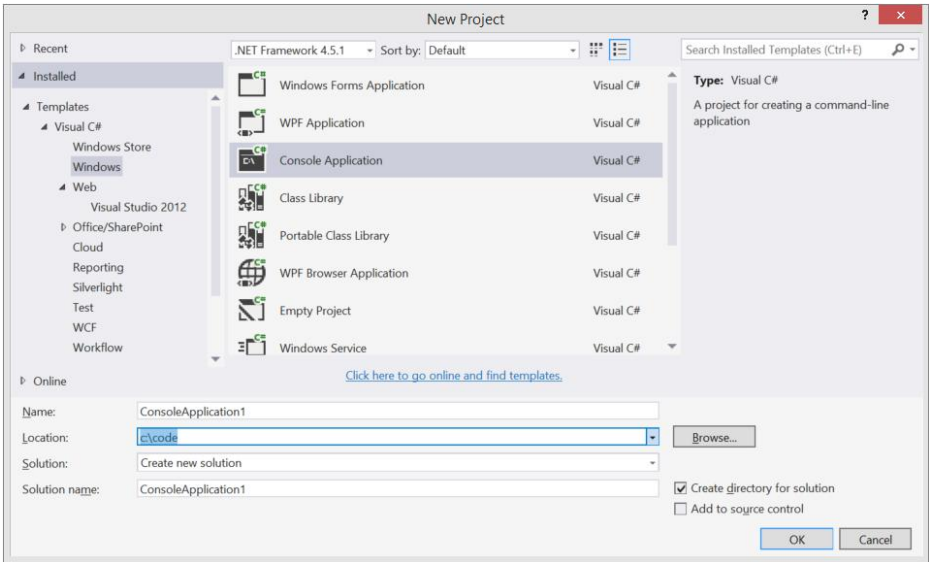 New Project
? ×
Recent
.NET Framework 4.5.1 Sort by: Default
Search Installed Templates (Ctrl+E)
Installed
Templates
Visual C#
Windows Store
Windows
Web
Visual Studio 2012
Office/SharePoint
Cloud
Reporting
Silverlight
Test
WCF
Workflow
Online
Windows Forms Application Visual C#
WPF Application Visual C#
Console Application Visual C#
Class Library Visual C#
Portable Class Library Visual C#
WPF Browser Application Visual C#
Empty Project Visual C#
Windows Service Visual C#
Click here to go online and find templates.
Type: Visual C#
A project for creating a command-line
application
Name: ConsoleApplication1
Location: c:\code Browse...
Solution: Create new solution
Solution name: ConsoleApplication1
Create directory for solution
Add to source control
OK Cancel